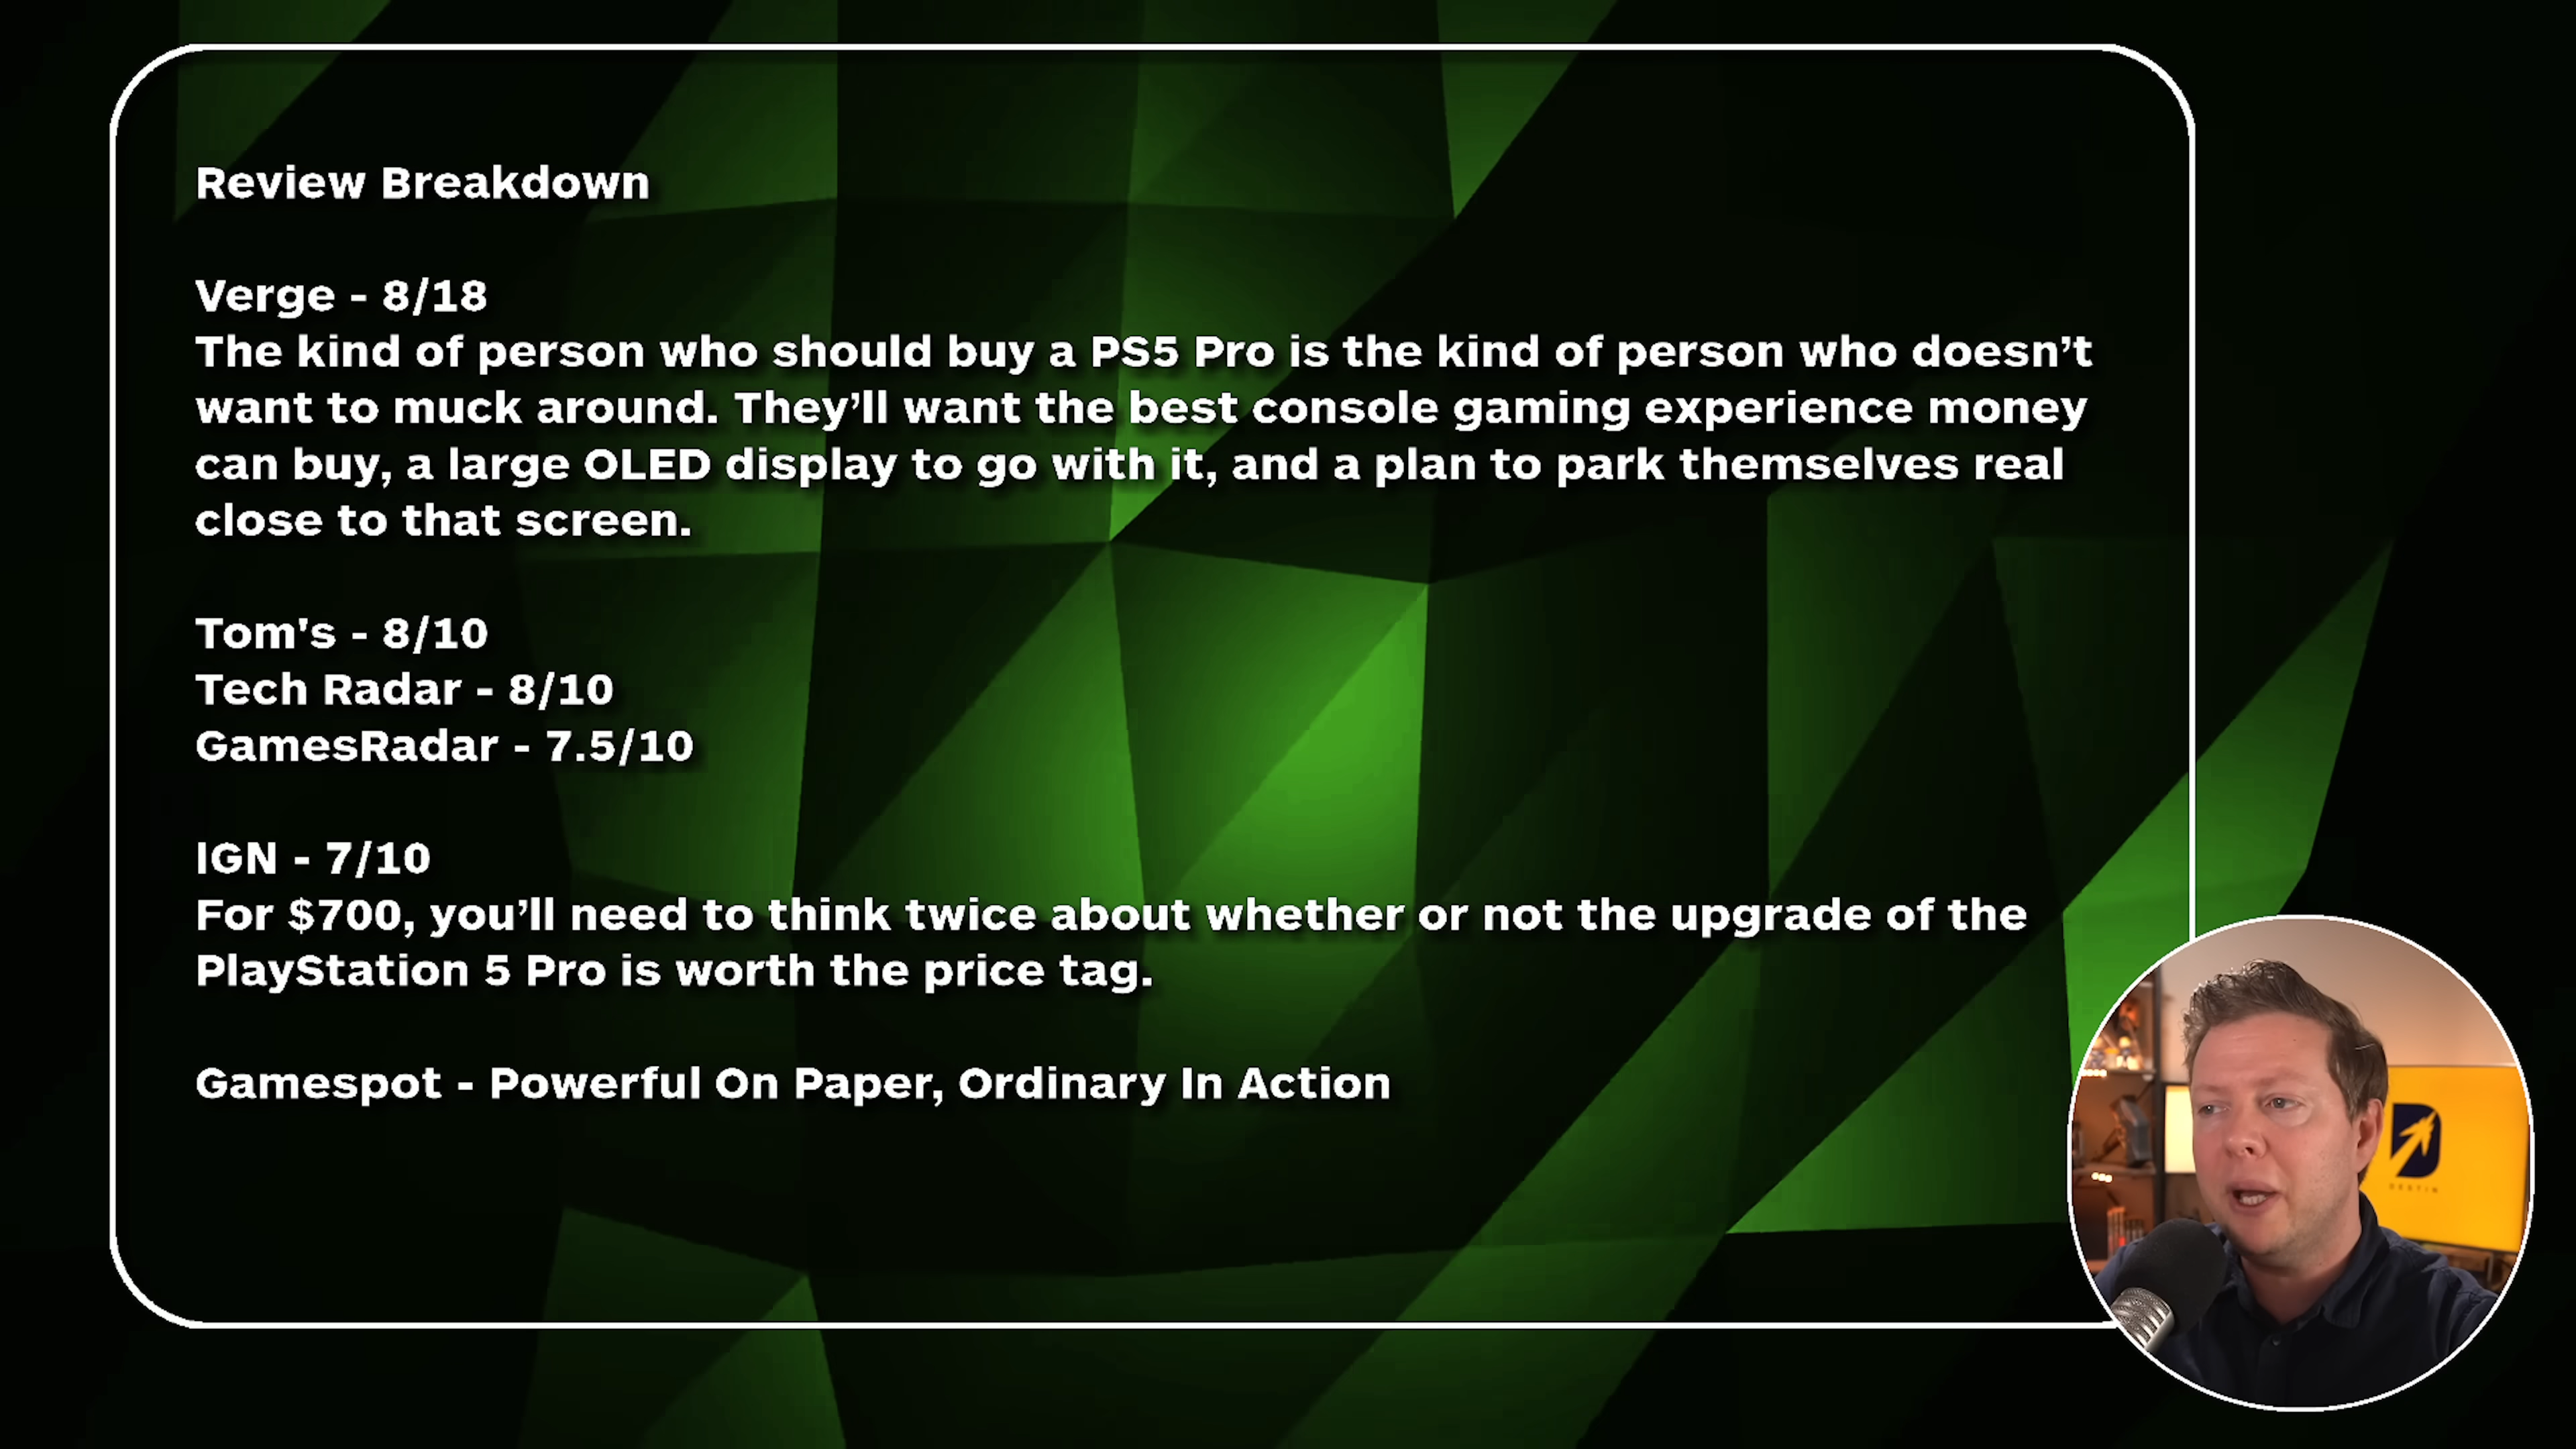 Review Breakdown
Verge - 8/18
The kind of person who should buy a PS5 Pro is the kind of person who doesn’t
want to muck around. They’ll want the best console gaming experience money
can buy, a large OLED display to go with it, and a plan to park themselves real
close to that screen.
Tom's - 8/10
Tech Radar - 8/10
GamesRadar - 7.5/10
IGN - 7/10
For $700, you’ll need to think twice about whether or not the upgrade of the
PlayStation 5 Pro is worth the price tag.
Gamespot - Powerful On Paper, Ordinary In Action
D
DESTIN